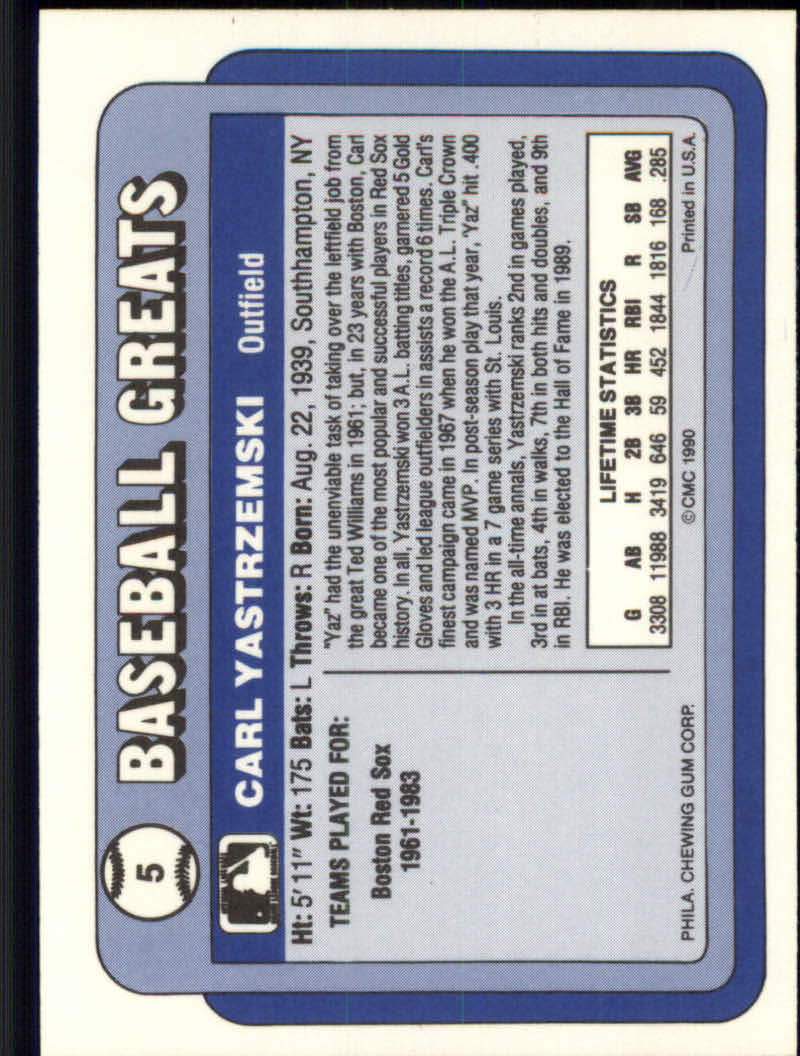 5
BASEBALL GREATS
CARL YASTRZEMSKI Outfield
Ht: 5'11" Wt: 175 Bats: L Throws: R Born: Aug. 22, 1939, Southhampton, NY
TEAMS PLAYED FOR:
Boston Red Sox
1961-1983
"Yaz" had the unenviable task of taking over the leftfield job from
the great Ted Williams in 1961; but, in 23 years with Boston, Carl
became one of the most popular and successful players in Red Sox
history. In all, Yastrzemski won 3 A.L. batting titles, garnered 5 Gold
Gloves and led league outfielders in assists a record 6 times. Carl's
finest campaign came in 1967 when he won the A.L. Triple Crown
and was named MVP. In post-season play that year, "Yaz" hit .400
with 3 HR in a 7 game series with St. Louis.
In the all-time annals, Yastrzemski ranks 2nd in games played,
3rd in at bats, 4th in walks, 7th in both hits and doubles, and 9th
in RBI. He was elected to the Hall of Fame in 1989.
LIFETIME STATISTICS
G AB H 2B 3B HR RBI R SB AVG
3308 11988 3419 646 59 452 1844 1816 168 .285
PHILA. CHEWING GUM CORP. ©CMC 1990 Printed in U.S.A.